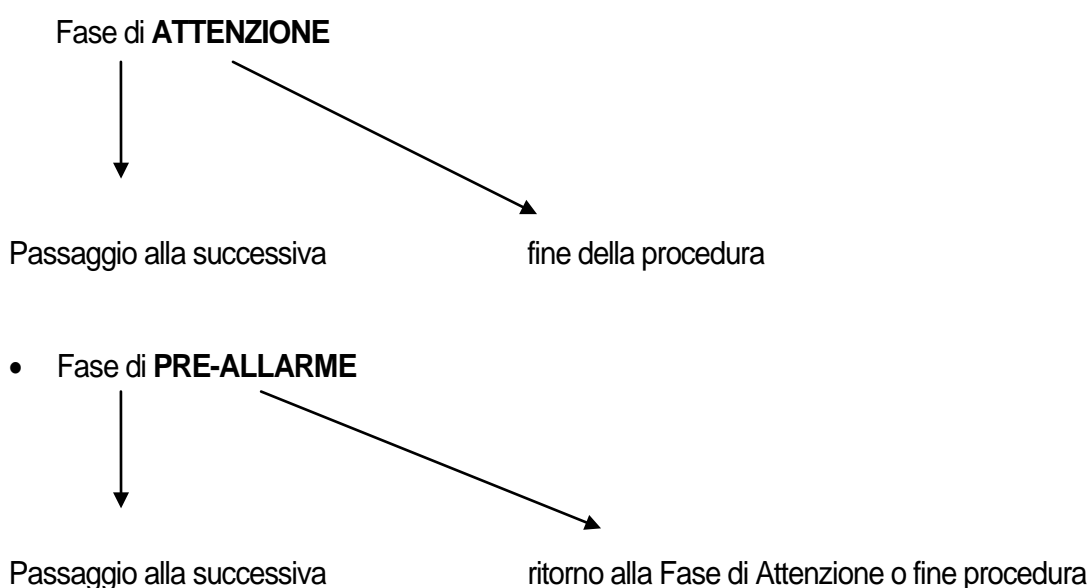 Fase di ATTENZIONE
Passaggio alla successiva fine della procedura
• Fase di PRE-ALLARME
Passaggio alla successiva ritorno alla Fase di Attenzione o fine procedura